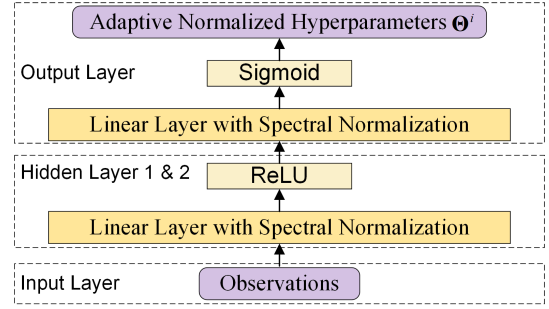 Adaptive Normalized Hyperparameters Θⁱ
Output Layer
Sigmoid
Linear Layer with Spectral Normalization
Hidden Layer 1 & 2
ReLU
Linear Layer with Spectral Normalization
Input Layer
Observations